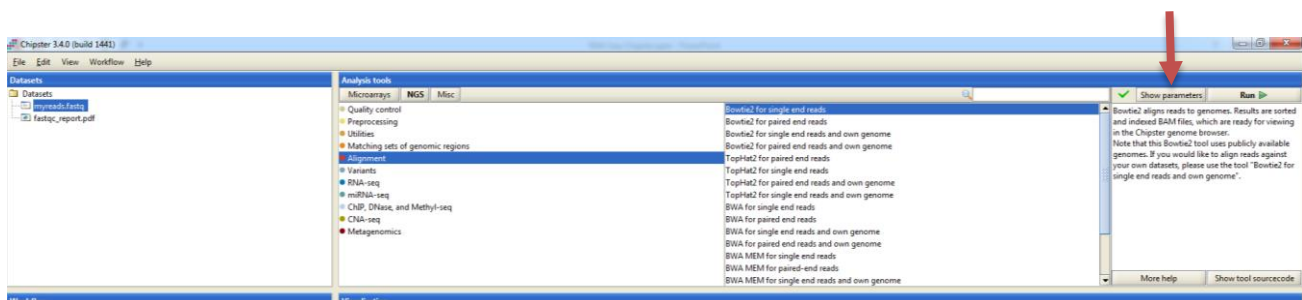 Chipster 3.4.0 (build 1441)
File Edit View Workflow Help
Datasets
Datasets
myreads.fastq
fastqc_report.pdf
Analysis tools
Microarrays NGS Misc
Quality control
Preprocessing
Utilities
Matching sets of genomic regions
Alignment
Variants
RNA-seq
miRNA-seq
ChIP, DNase, and Methyl-seq
CNA-seq
Metagenomics
Bowtie2 for single end reads
Bowtie2 for paired end reads
Bowtie2 for single end reads and own genome
Bowtie2 for paired end reads and own genome
TopHat2 for paired end reads
TopHat2 for single end reads
TopHat2 for paired end reads and own genome
TopHat2 for single end reads and own genome
BWA for single end reads
BWA for paired end reads
BWA for single end reads and own genome
BWA for paired end reads and own genome
BWA MEM for single end reads
BWA MEM for paired-end reads
BWA MEM for single end reads and own genome
Show parameters Run
Bowtie2 aligns reads to genomes. Results are sorted
and indexed BAM files, which are ready for viewing
in the Chipster genome browser.
Note that this Bowtie2 tool uses publicly available
genomes. If you would like to align reads against
your own datasets, please use the tool "Bowtie2 for
single end reads and own genome".
More help Show tool sourcecode